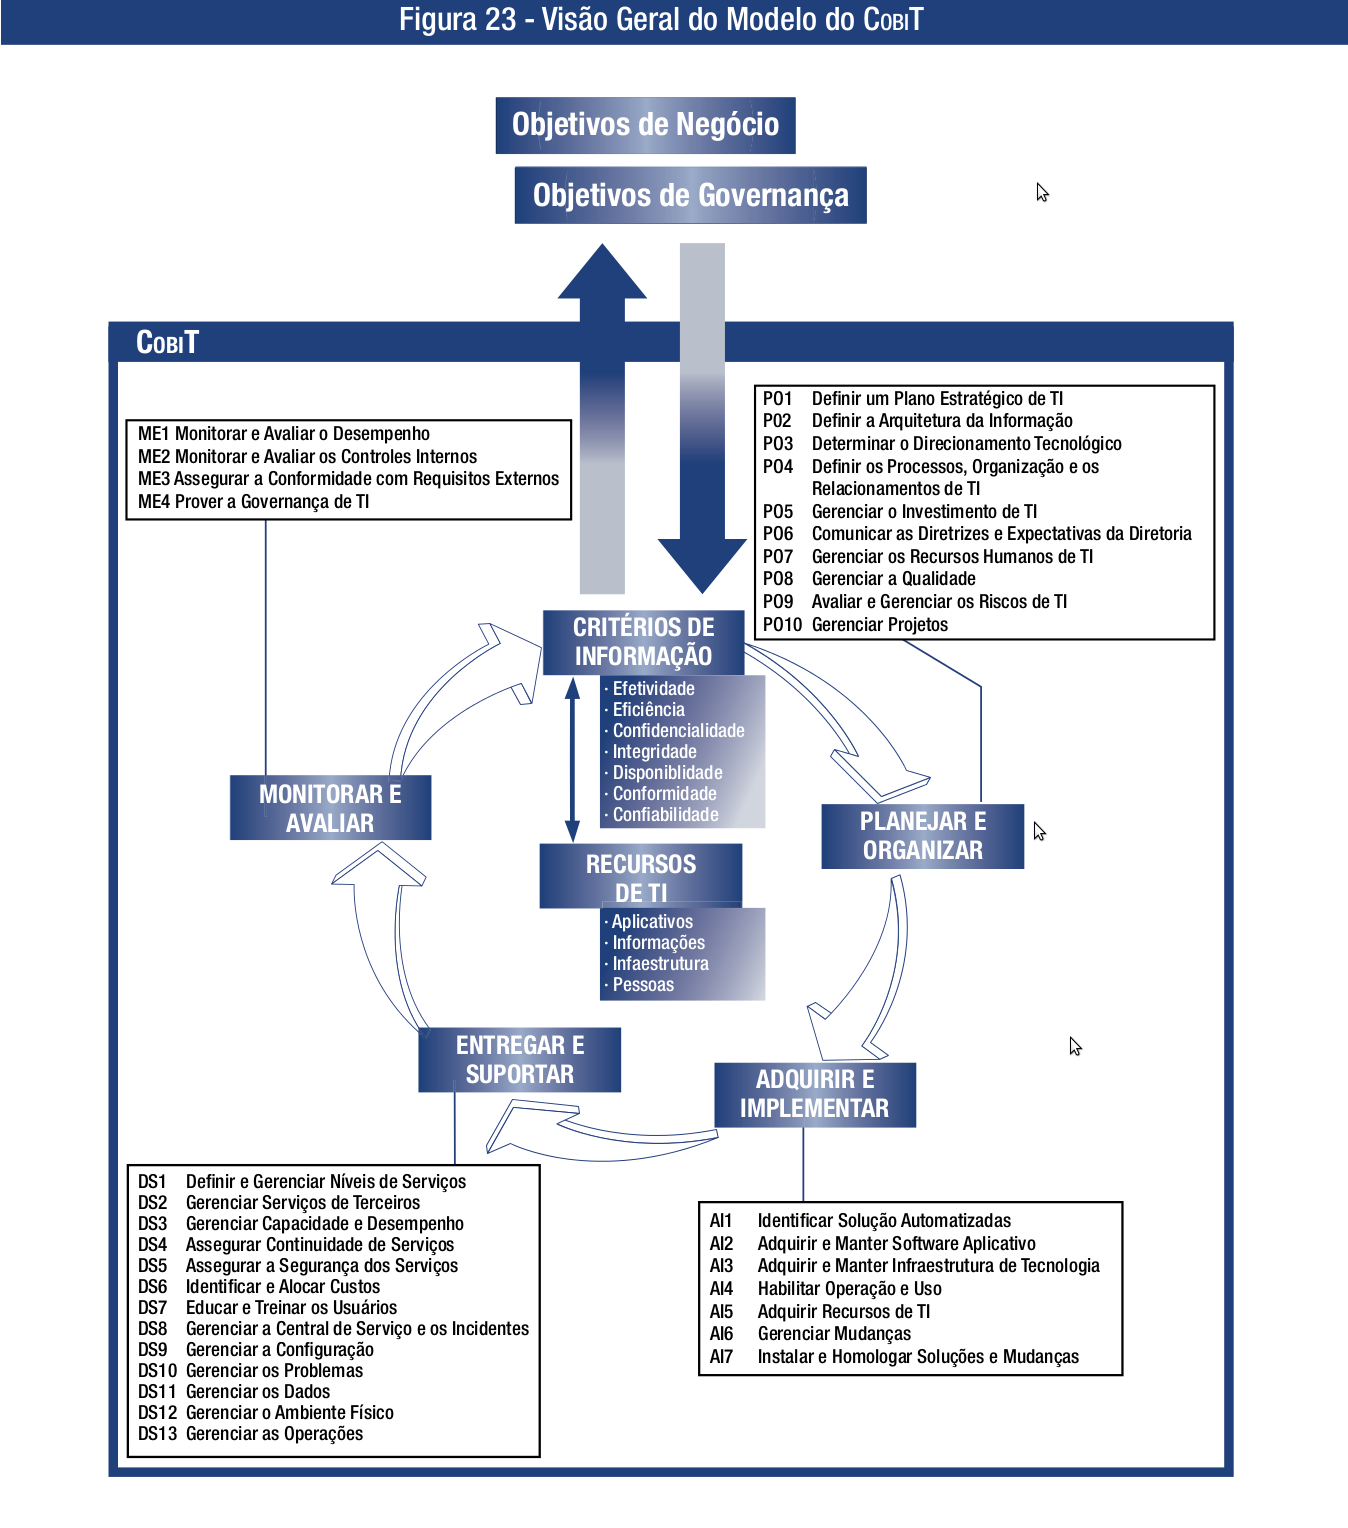 Figura 23 - Visão Geral do Modelo do COBIT
Objetivos de Negócio
Objetivos de Governança
COBIT
ME1 Monitorar e Avaliar o Desempenho
ME2 Monitorar e Avaliar os Controles Internos
ME3 Assegurar a Conformidade com Requisitos Externos
ME4 Prover a Governança de TI
PO1 Definir um Plano Estratégico de TI
PO2 Definir a Arquitetura da Informação
PO3 Determinar o Direcionamento Tecnológico
PO4 Definir os Processos, Organização e os
Relacionamentos de TI
PO5 Gerenciar o Investimento de TI
PO6 Comunicar as Diretrizes e Expectativas da Diretoria
PO7 Gerenciar os Recursos Humanos de TI
PO8 Gerenciar a Qualidade
PO9 Avaliar e Gerenciar os Riscos de TI
PO10 Gerenciar Projetos
CRITÉRIOS DE
INFORMAÇÃO
· Efetividade
· Eficiência
· Confidencialidade
· Integridade
· Disponiblidade
· Conformidade
· Confiabilidade
MONITORAR E
AVALIAR
PLANEJAR E
ORGANIZAR
RECURSOS
DE TI
· Aplicativos
· Informações
· Infaestrutura
· Pessoas
ENTREGAR E
SUPORTAR
ADQUIRIR E
IMPLEMENTAR
DS1 Definir e Gerenciar Níveis de Serviços
DS2 Gerenciar Serviços de Terceiros
DS3 Gerenciar Capacidade e Desempenho
DS4 Assegurar Continuidade de Serviços
DS5 Assegurar a Segurança dos Serviços
DS6 Identificar e Alocar Custos
DS7 Educar e Treinar os Usuários
DS8 Gerenciar a Central de Serviço e os Incidentes
DS9 Gerenciar a Configuração
DS10 Gerenciar os Problemas
DS11 Gerenciar os Dados
DS12 Gerenciar o Ambiente Físico
DS13 Gerenciar as Operações
AI1 Identificar Solução Automatizadas
AI2 Adquirir e Manter Software Aplicativo
AI3 Adquirir e Manter Infraestrutura de Tecnologia
AI4 Habilitar Operação e Uso
AI5 Adquirir Recursos de TI
AI6 Gerenciar Mudanças
AI7 Instalar e Homologar Soluções e Mudanças